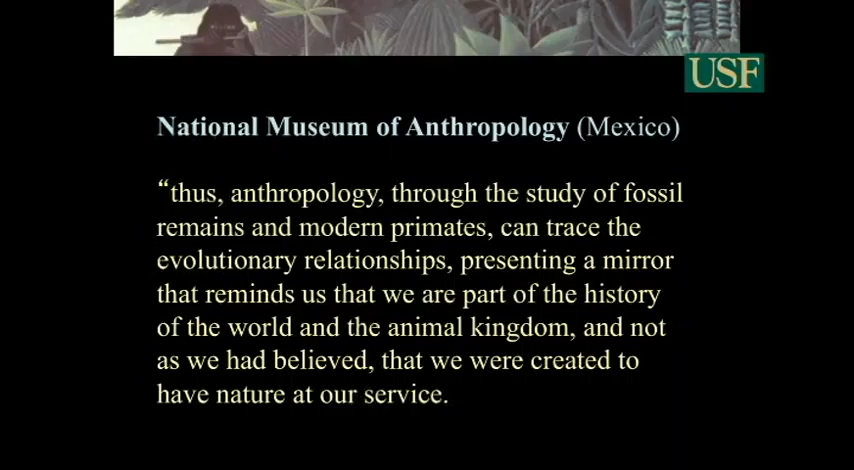 USF
National Museum of Anthropology (Mexico)
“thus, anthropology, through the study of fossil
remains and modern primates, can trace the
evolutionary relationships, presenting a mirror
that reminds us that we are part of the history
of the world and the animal kingdom, and not
as we had believed, that we were created to
have nature at our service.